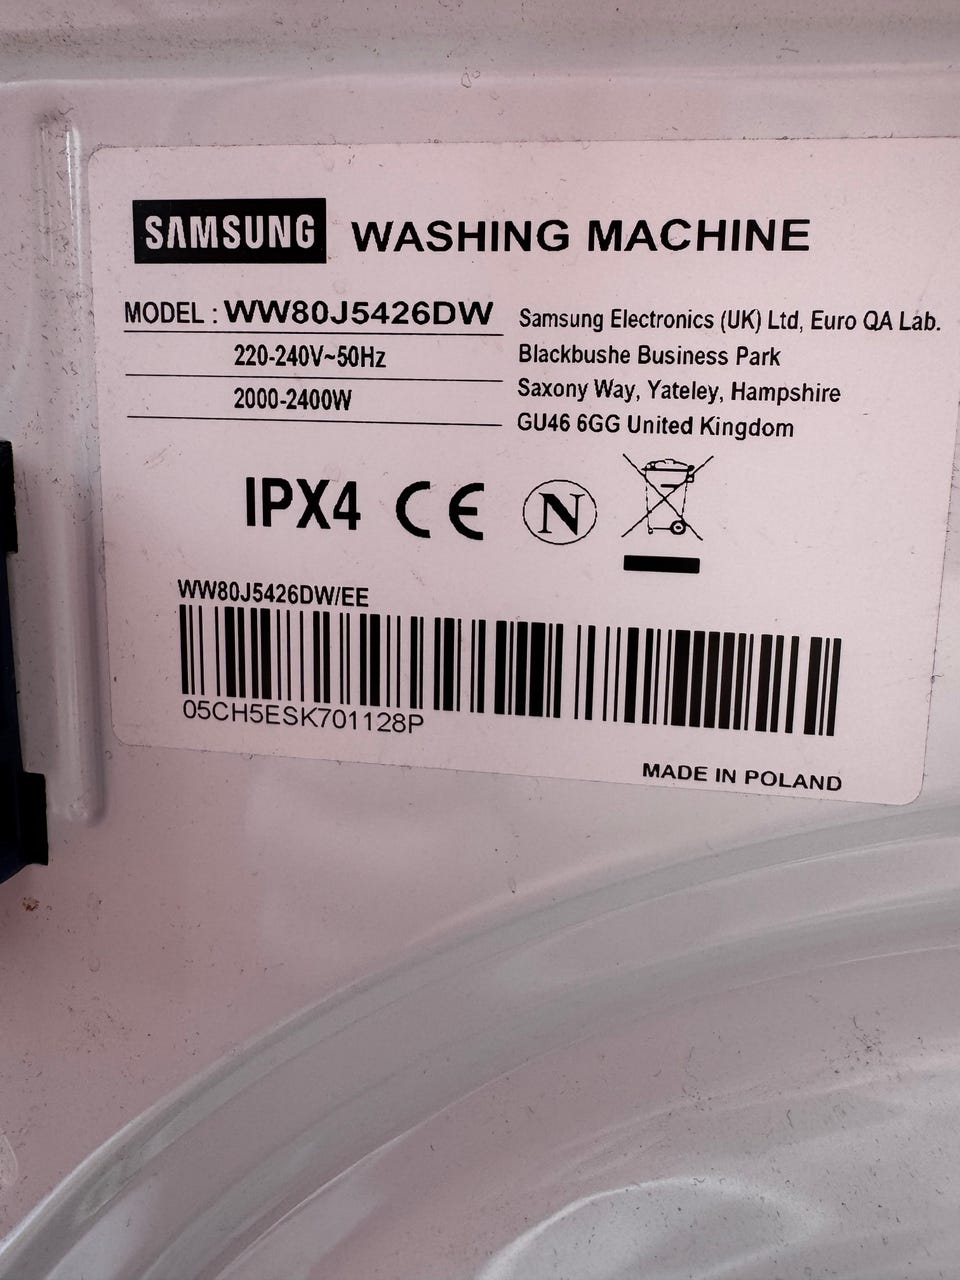 SAMSUNG WASHING MACHINE
MODEL : WW80J5426DW
220-240V~50Hz
2000-2400W
Samsung Electronics (UK) Ltd, Euro QA Lab.
Blackbushe Business Park
Saxony Way, Yateley, Hampshire
GU46 6GG United Kingdom
IPX4 CE N
WW80J5426DW/EE
05CH5ESK701128P
MADE IN POLAND